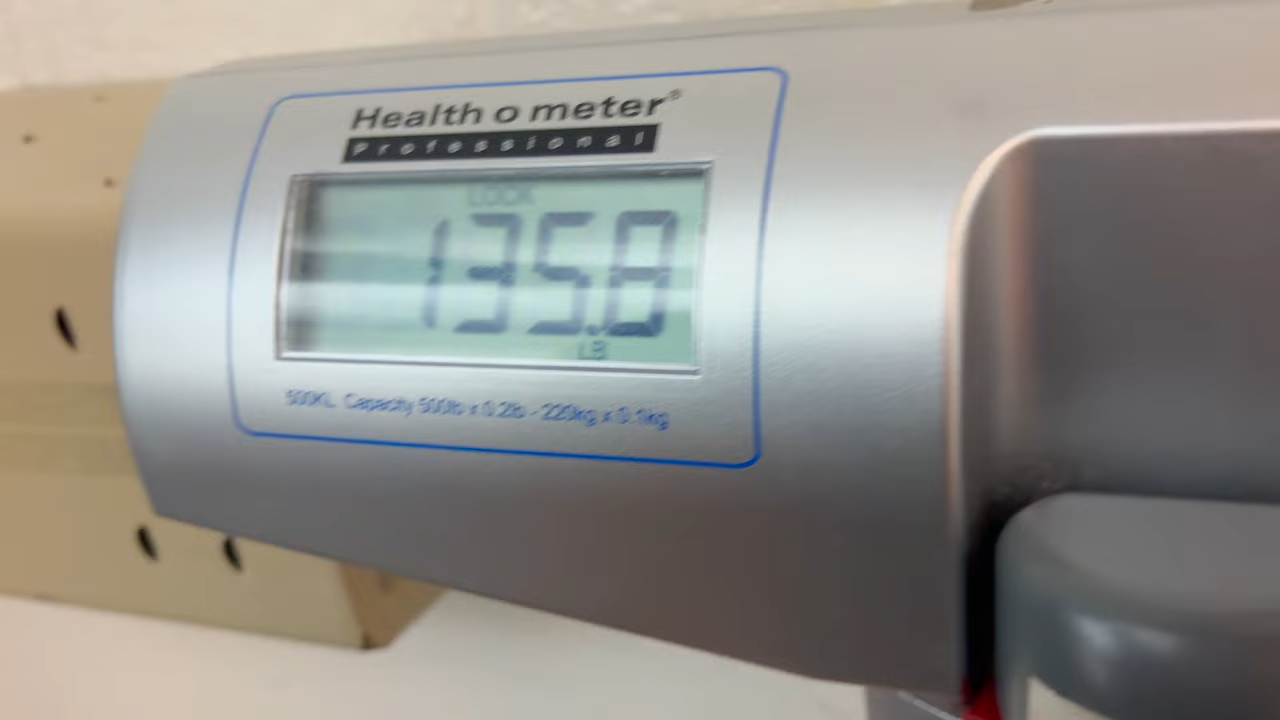 Health o meter®
Professional
LOCK
135.8
LB
500KL Capacity 500lb x 0.2lb - 220kg x 0.1kg